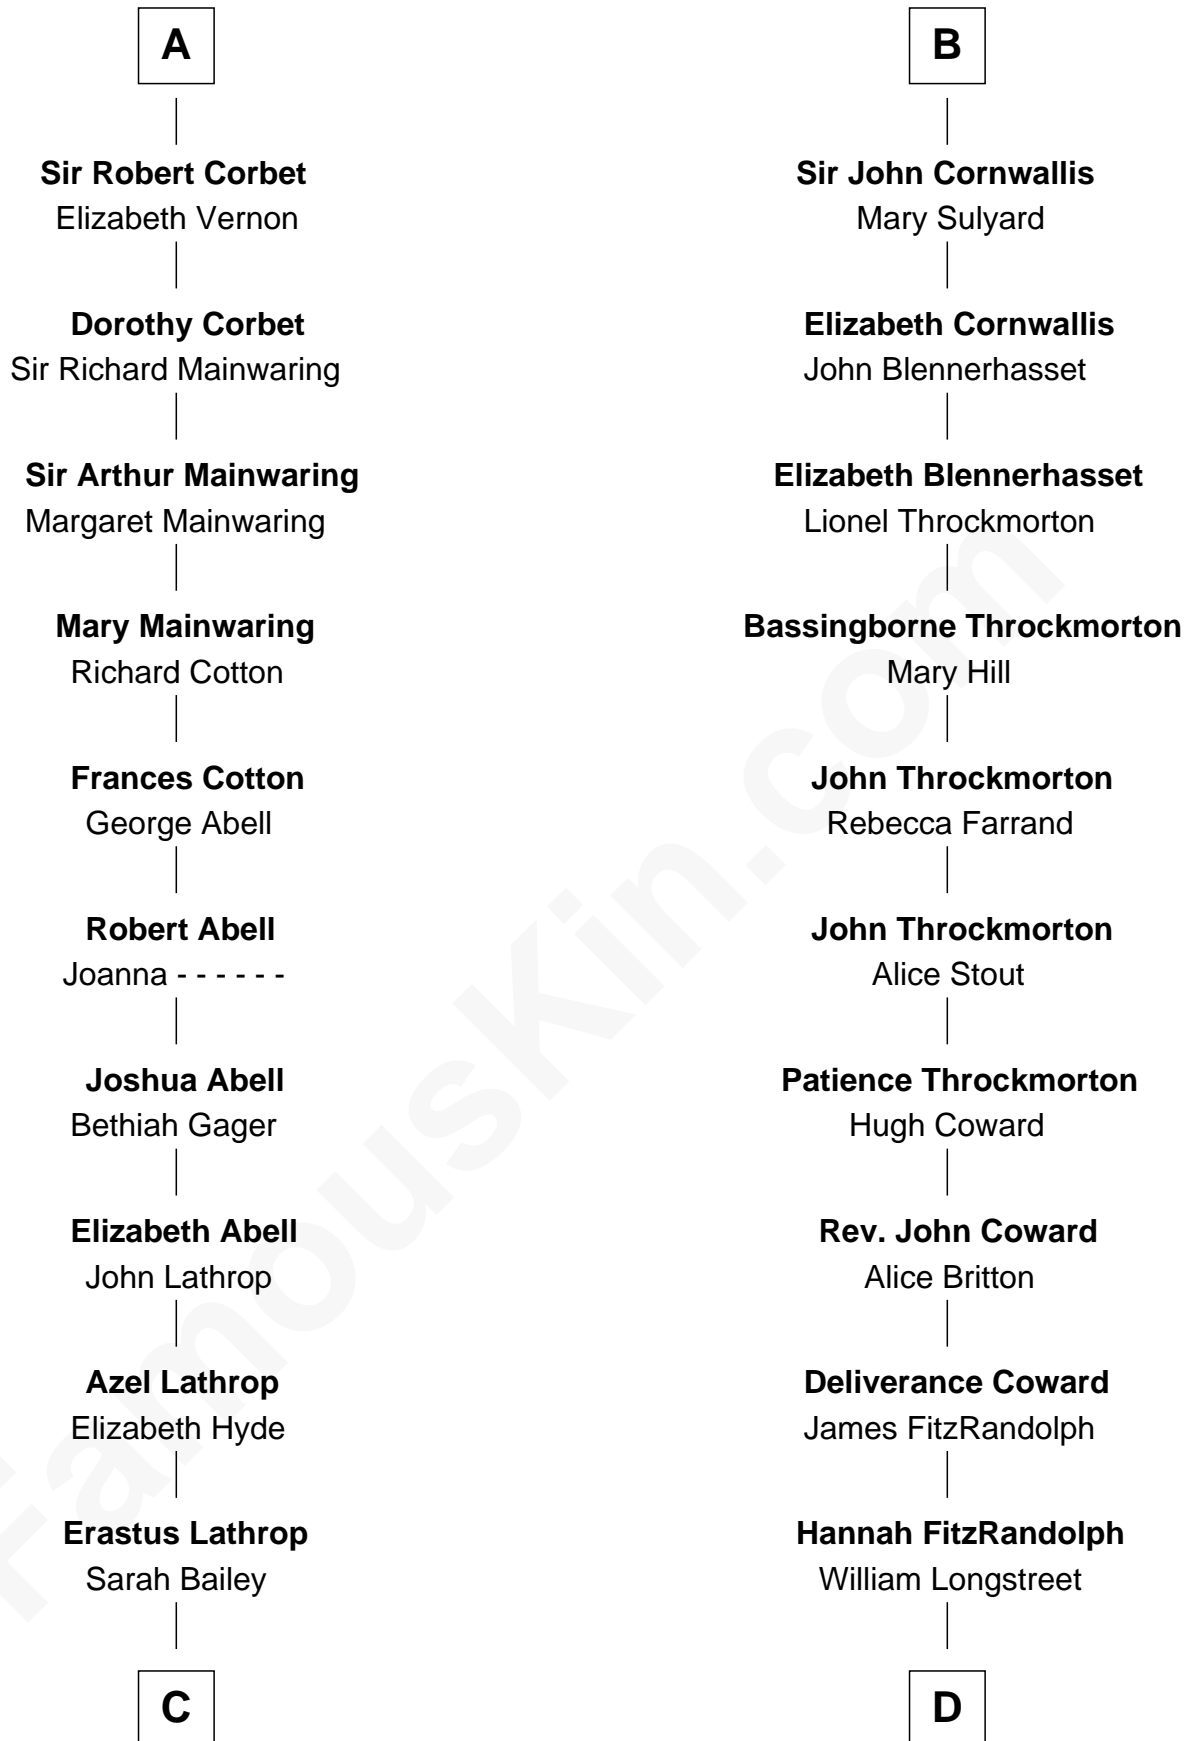 A
Sir Robert Corbet
Elizabeth Vernon
Dorothy Corbet
Sir Richard Mainwaring
Sir Arthur Mainwaring
Margaret Mainwaring
Mary Mainwaring
Richard Cotton
Frances Cotton
George Abell
Robert Abell
Joanna - - - - - -
Joshua Abell
Bethiah Gager
Elizabeth Abell
John Lathrop
Azel Lathrop
Elizabeth Hyde
Erastus Lathrop
Sarah Bailey
C
B
Sir John Cornwallis
Mary Sulyard
Elizabeth Cornwallis
John Blennerhasset
Elizabeth Blennerhasset
Lionel Throckmorton
Bassingborne Throckmorton
Mary Hill
John Throckmorton
Rebecca Farrand
John Throckmorton
Alice Stout
Patience Throckmorton
Hugh Coward
Rev. John Coward
Alice Britton
Deliverance Coward
James FitzRandolph
Hannah FitzRandolph
William Longstreet
D
FamousKin.com